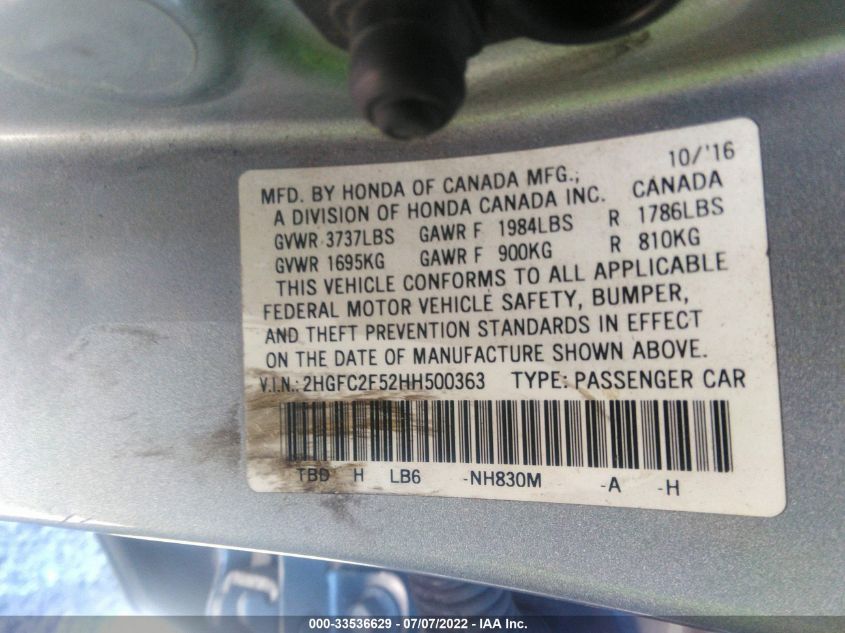 10/'16
MFD. BY HONDA OF CANADA MFG.;
A DIVISION OF HONDA CANADA INC. CANADA
GVWR 3737LBS GAWR F 1984LBS R 1786LBS
GVWR 1695KG GAWR F 900KG R 810KG
THIS VEHICLE CONFORMS TO ALL APPLICABLE
FEDERAL MOTOR VEHICLE SAFETY, BUMPER,
AND THEFT PREVENTION STANDARDS IN EFFECT
ON THE DATE OF MANUFACTURE SHOWN ABOVE.
V.I.N.: 2HGFC2F52HH500363 TYPE: PASSENGER CAR
TBD H LB6 -NH830M -A -H
000-33536629 - 07/07/2022 - IAA Inc.